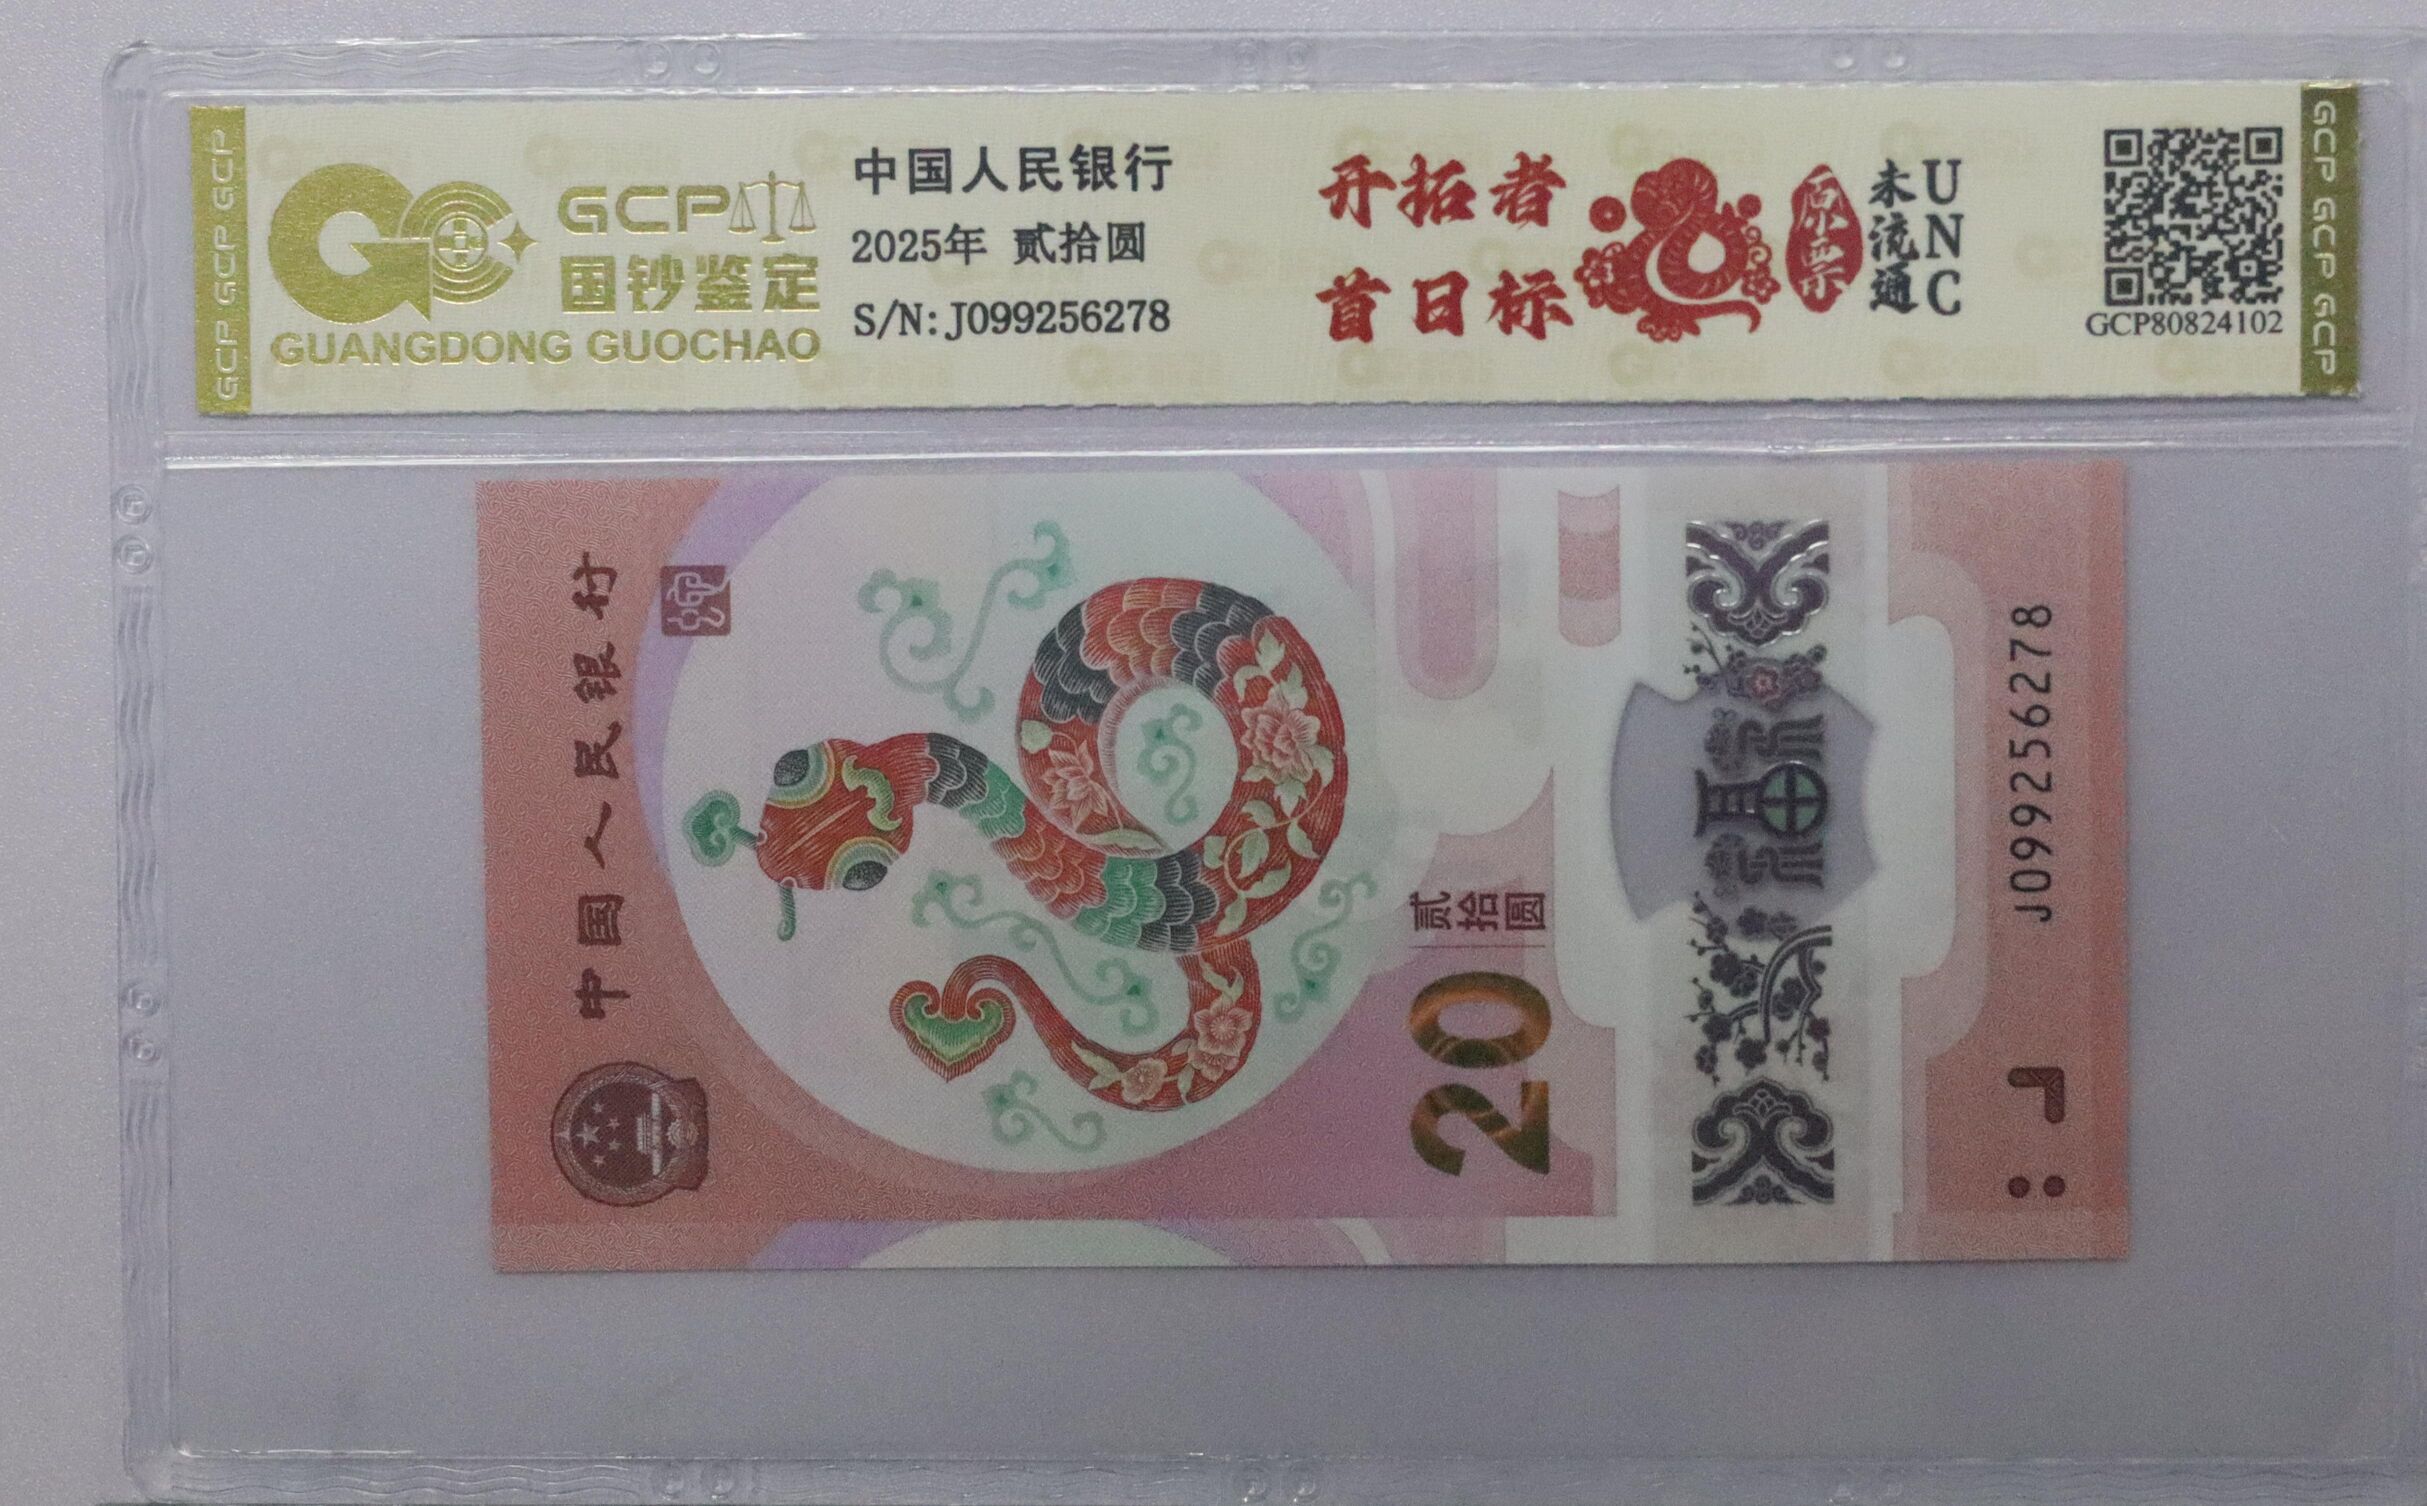 GCP GCP GCP
GCP
国钞鉴定
GUANGDONG GUOCHAO
中国人民银行
2025年 贰拾圆
S/N: J099256278
开拓者
首日标
原票
未流通
UNC
GCP80824102
GCP GCP GCP
中国人民银行
贰拾圆
20
福
J099256278